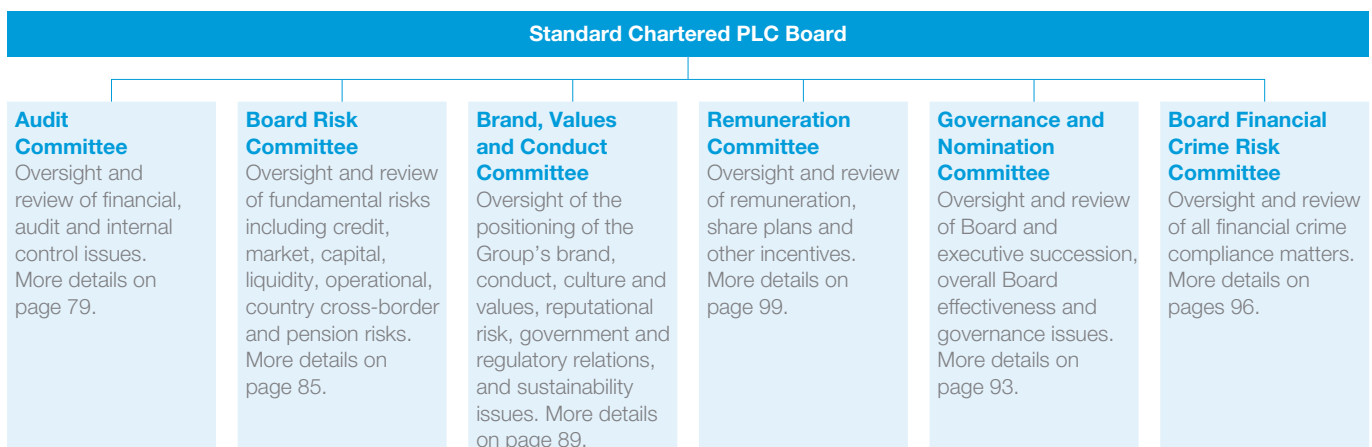 Standard Chartered PLC Board
Audit
Committee
Oversight and
review of financial,
audit and internal
control issues.
More details on
page 79.
Board Risk
Committee
Oversight and review
of fundamental risks
including credit,
market, capital,
liquidity, operational,
country cross-border
and pension risks.
More details on
page 85.
Brand, Values
and Conduct
Committee
Oversight of the
positioning of the
Group's brand,
conduct, culture and
values, reputational
risk, government and
regulatory relations,
and sustainability
issues. More details
on page 89.
Remuneration
Committee
Oversight and review
of remuneration,
share plans and
other incentives.
More details on
page 99.
Governance and
Nomination
Committee
Oversight and review
of Board and
executive succession,
overall Board
effectiveness and
governance issues.
More details on
page 93.
Board Financial
Crime Risk
Committee
Oversight and review
of all financial crime
compliance matters.
More details on
pages 96.